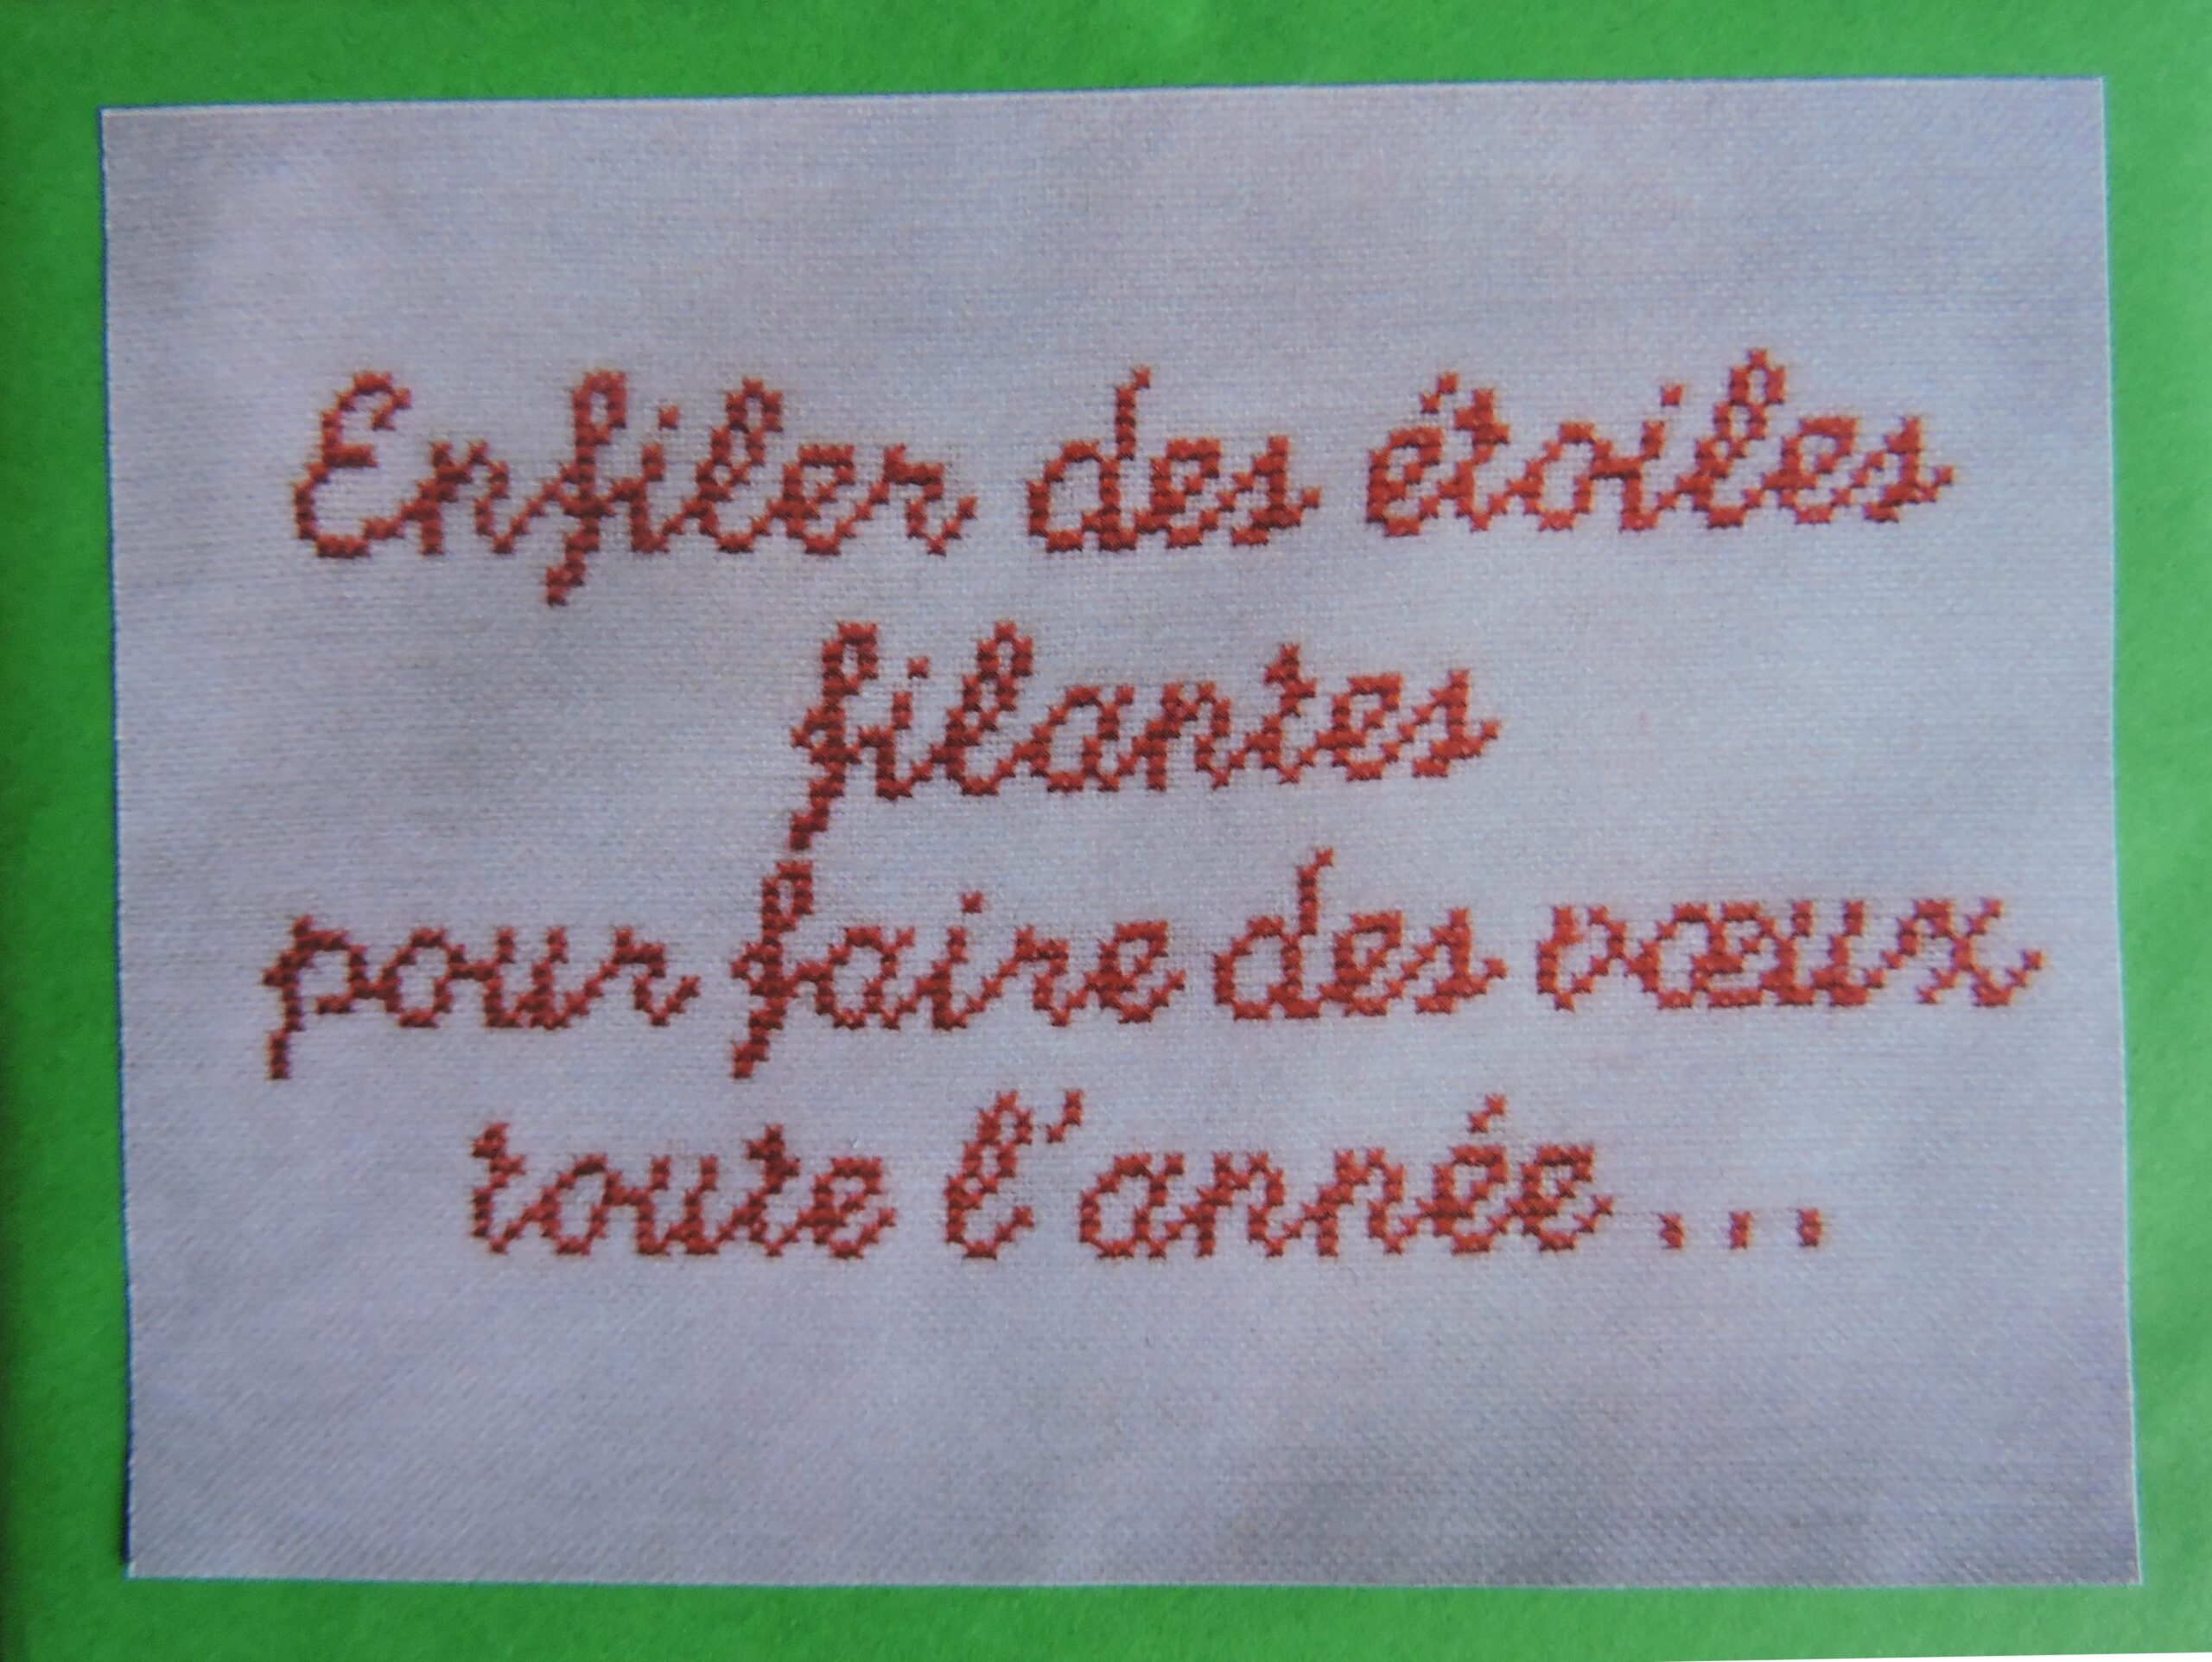 Enfiler des étoiles
filantes
pour faire des vœux
toute l'année...